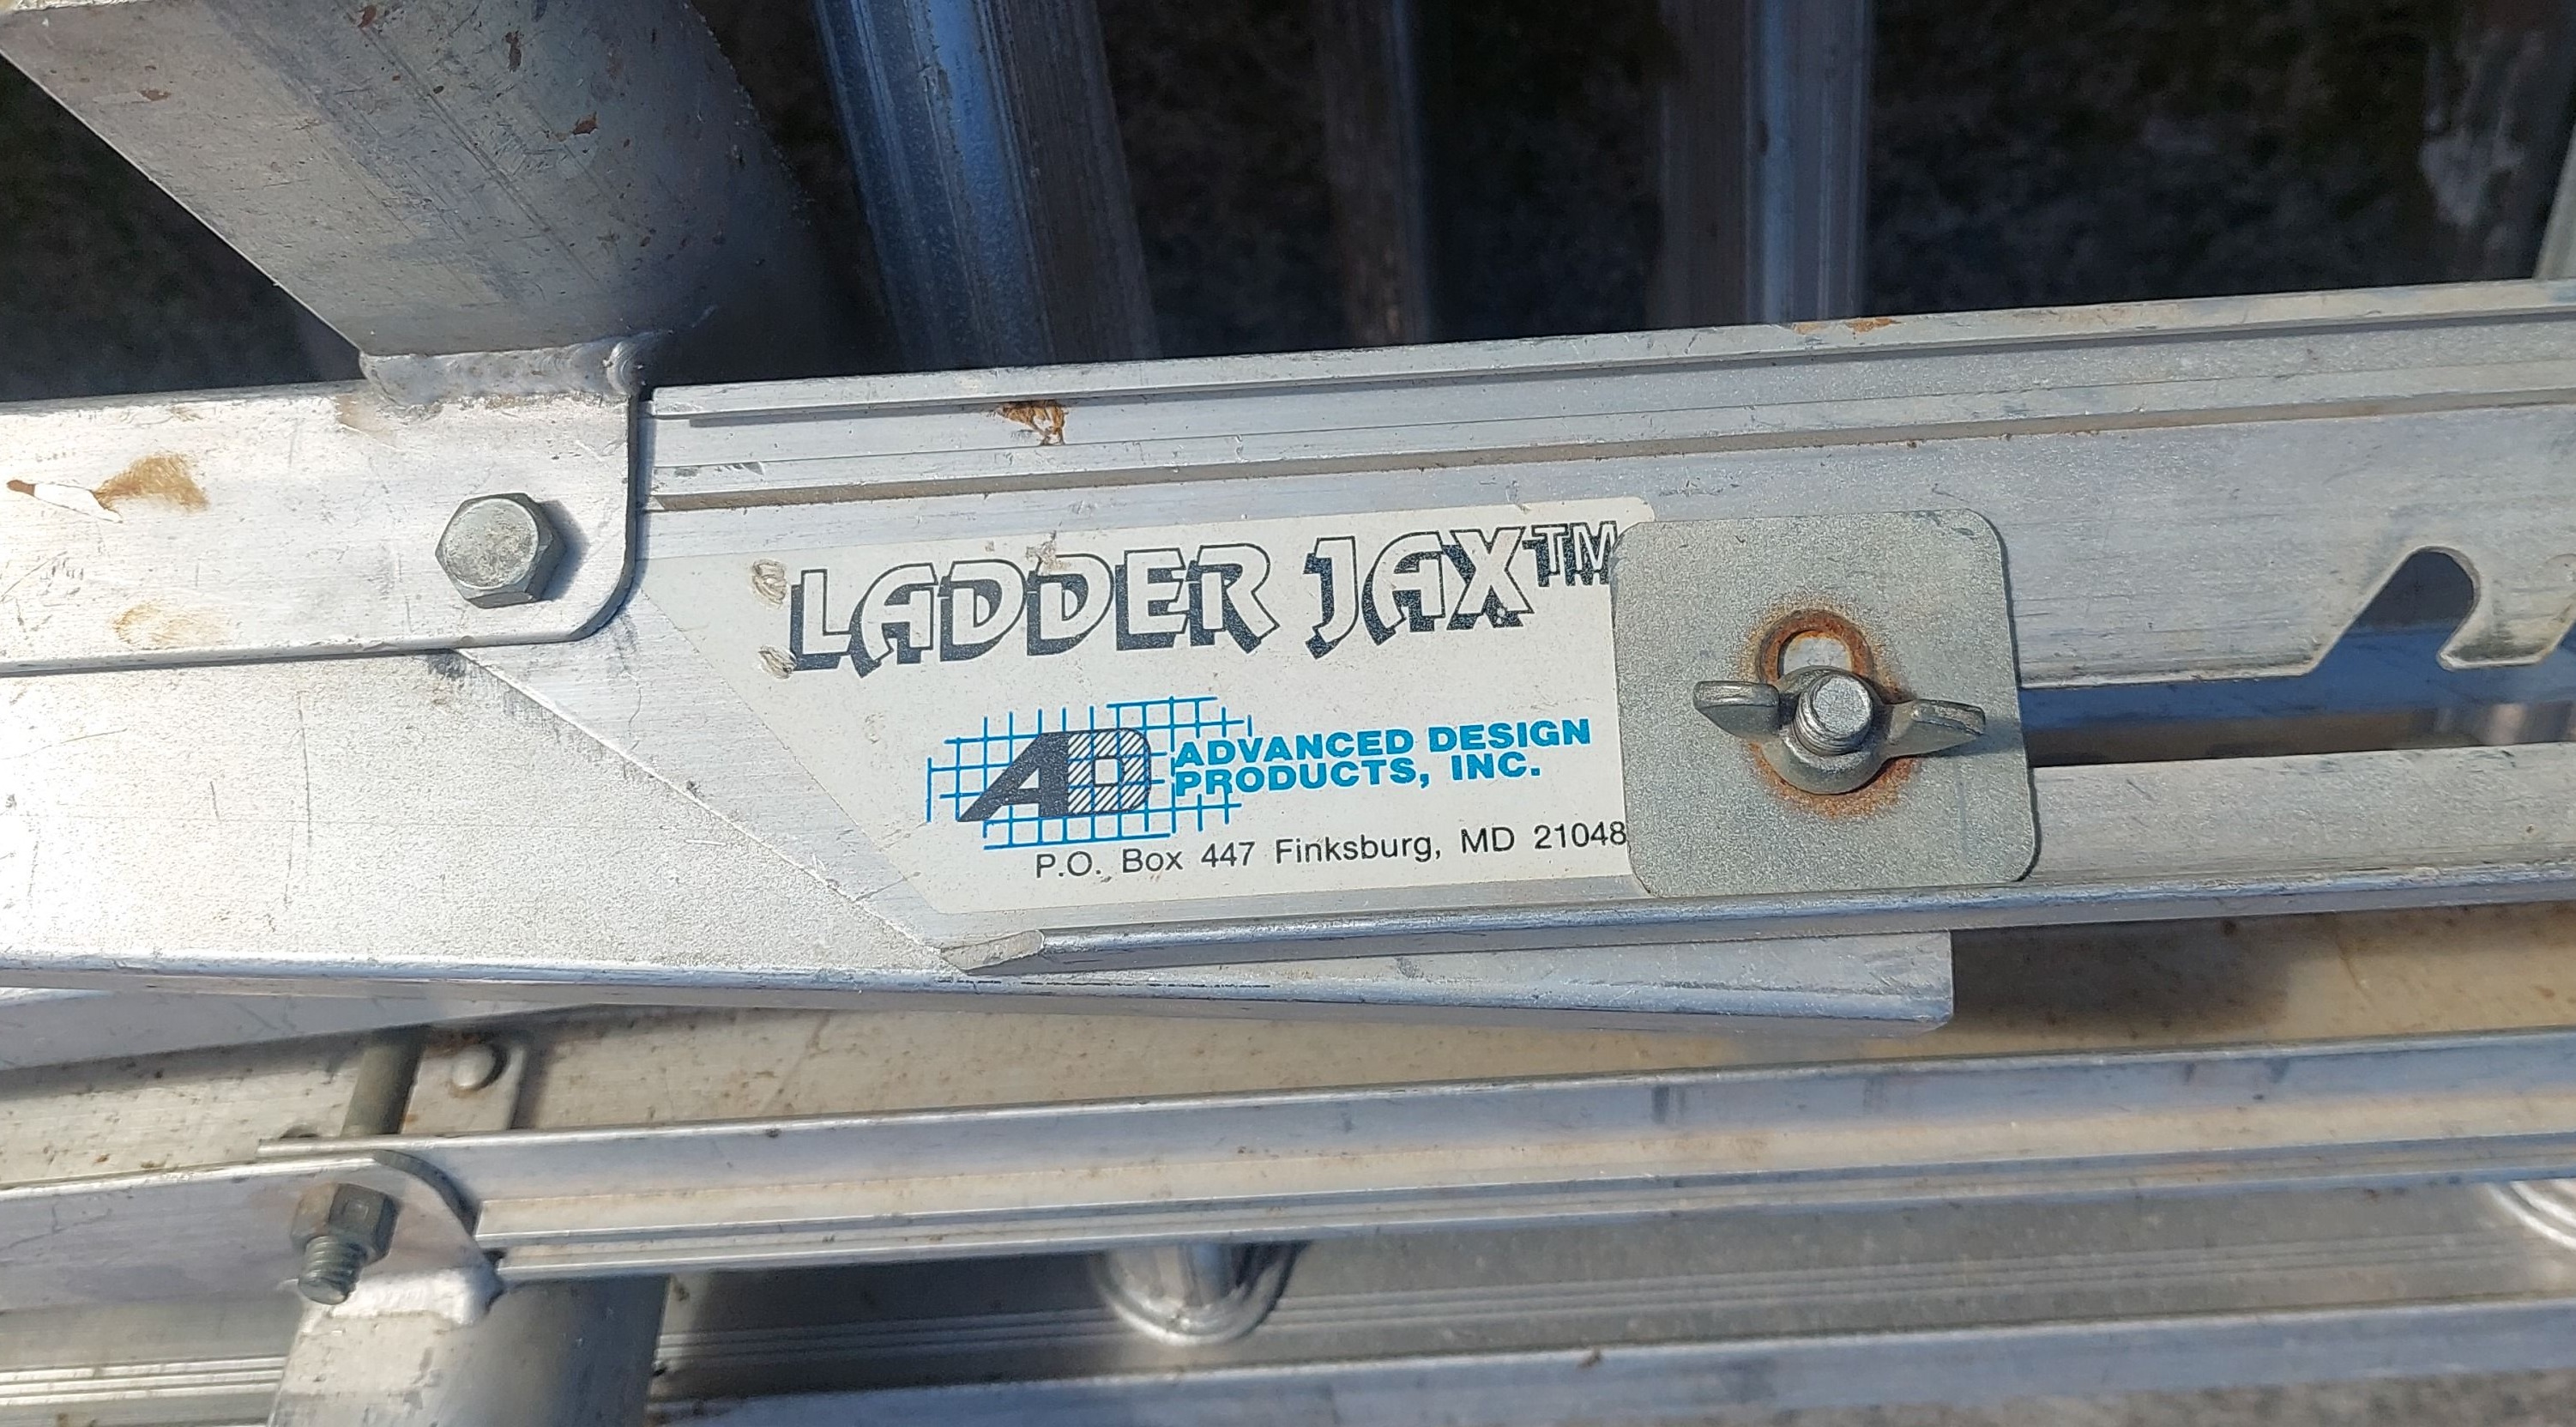 LADDER JAX™
AD
ADVANCED DESIGN
PRODUCTS, INC.
P.O. Box 447 Finksburg, MD 21048